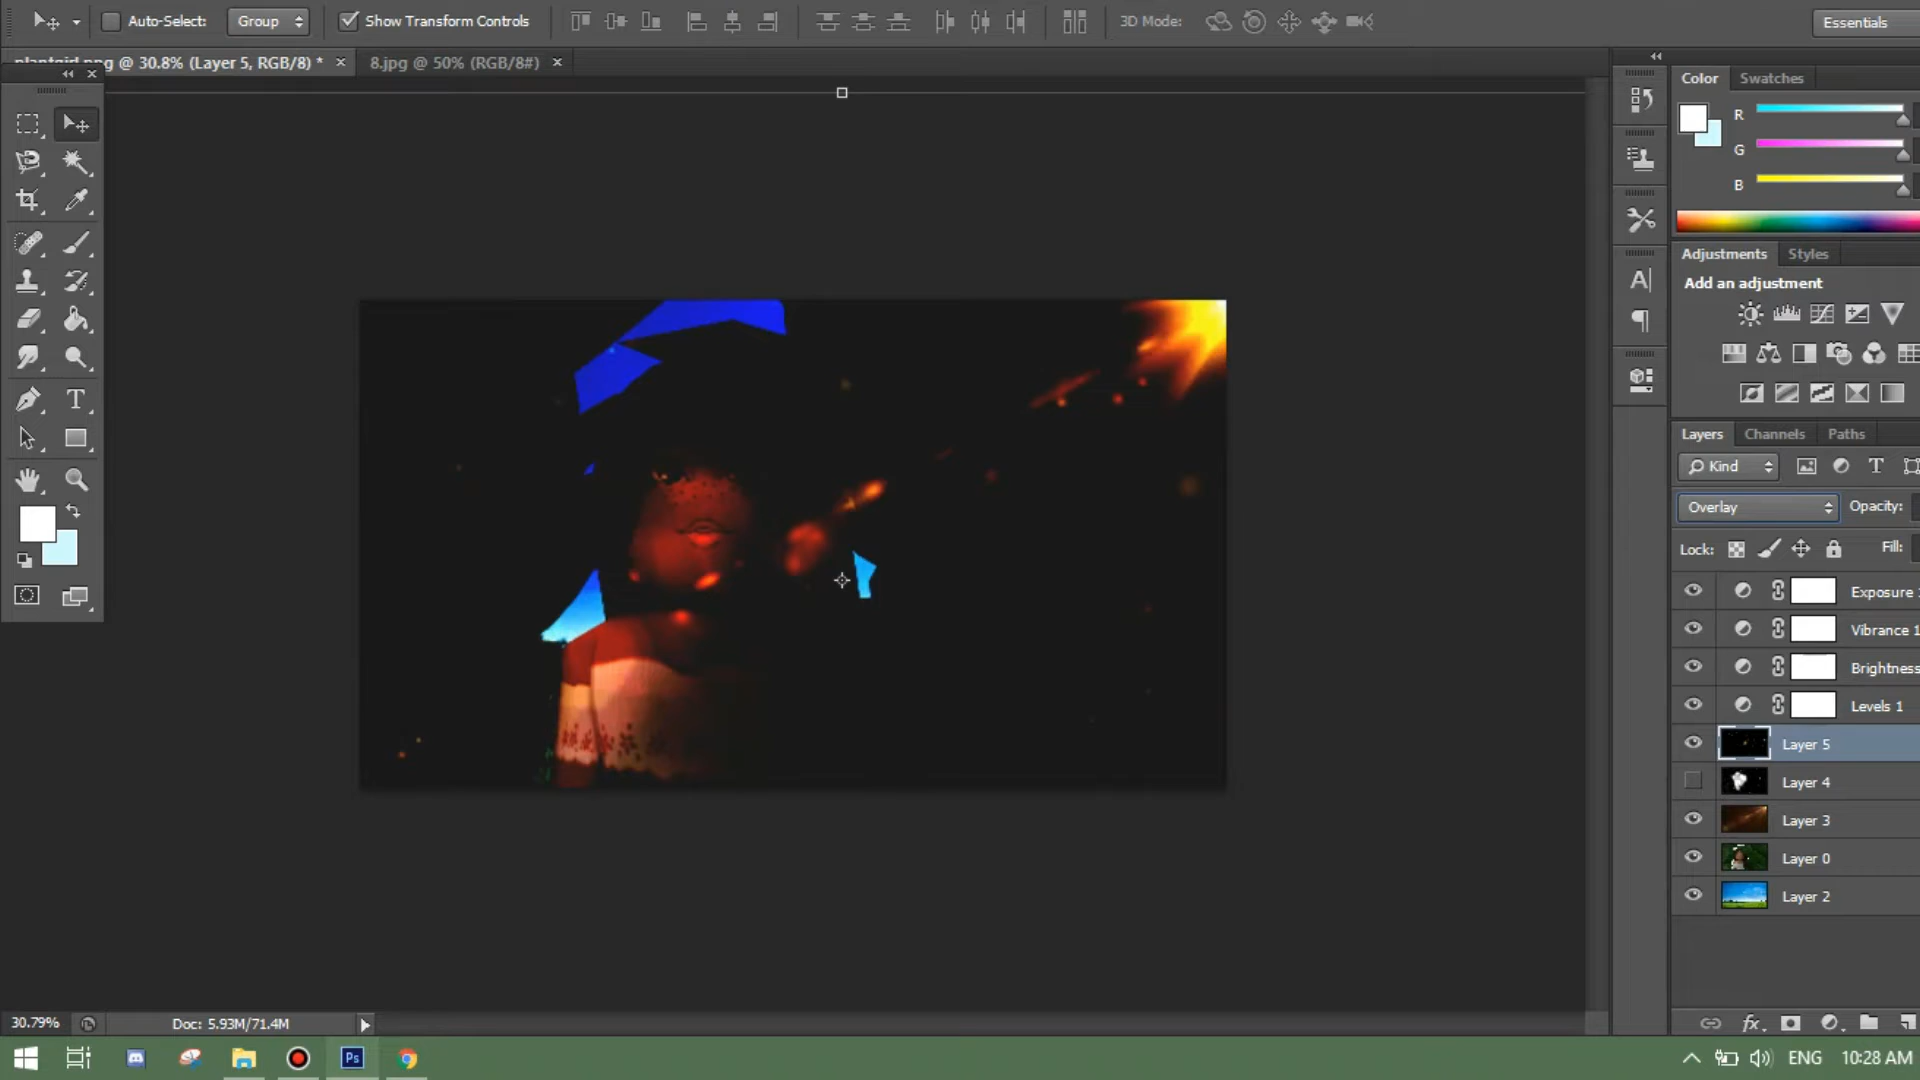 Auto-Select:
Group
Show Transform Controls
3D Mode:
Essentials
plantgirl.png @ 30.8% (Layer 5, RGB/8) *
8.jpg @ 50% (RGB/8#)
Color
Swatches
R
G
B
Adjustments
Styles
Add an adjustment
Layers
Channels
Paths
Kind
Overlay
Opacity:
Lock:
Fill:
Exposure
Vibrance 1
Brightness
Levels 1
Layer 5
Layer 4
Layer 3
Layer 0
Layer 2
30.79%
Doc: 5.93M/71.4M
Ps
ENG
10:28 AM